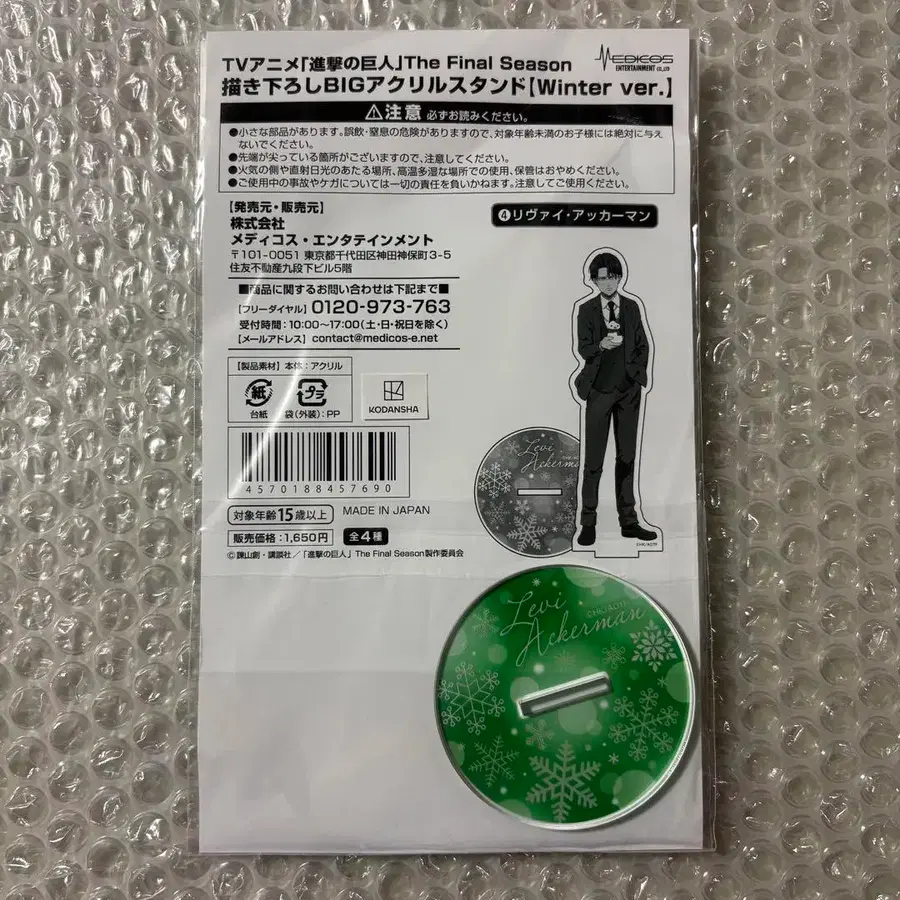 TVアニメ「進撃の巨人」The Final Season
描き下ろしBIGアクリルスタンド【Winter ver.】
MEDICOS
ENTERTAINMENT CO.,LTD
注意 必ずお読みください。
●小さな部品があります。誤飲・窒息の危険がありますので、対象年齢未満のお子様には絶対に与え
ないでください。
●先端が尖っている箇所がございますので、注意してください。
●火気の側や直射日光のあたる場所、高温多湿な場所での使用、保管はおやめください。
●ご使用中の事故やケガについては一切の責任を負いかねます。注意してご使用ください。
【発売元・販売元】
株式会社
メディコス・エンタテインメント
〒101-0051 東京都千代田区神田神保町3-5
住友不動産九段下ビル5階
■商品に関するお問い合わせは下記まで■
【フリーダイヤル】0120-973-763
受付時間：10:00〜17:00（土・日・祝日を除く）
【メールアドレス】contact@medicos-e.net
④リヴァイ・アッカーマン
【製品素材】本体：アクリル
紙
プラ
台紙
袋（外装）：PP
KODANSHA
4570188457690
対象年齢15歳以上
MADE IN JAPAN
販売価格：1,650円
全4種
©諫山創・講談社／「進撃の巨人」The Final Season製作委員会
Levi
Ackerman
©HK/AOTF
Levi
Ackerman
©HK/AOTF